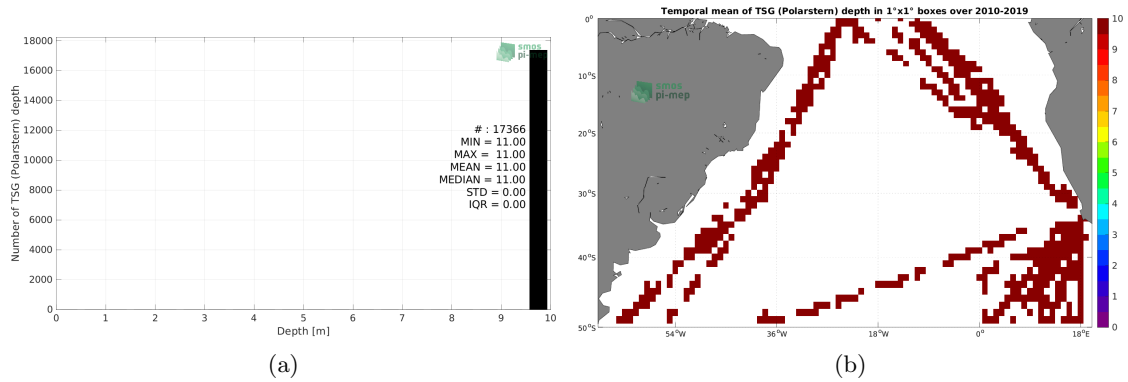 18000
16000
14000
12000
10000
8000
6000
4000
2000
0
Number of TSG (Polarstern) depth
smos
pi-mep
# : 17366
MIN = 11.00
MAX = 11.00
MEAN = 11.00
MEDIAN = 11.00
STD = 0.00
IQR = 0.00
0 1 2 3 4 5 6 7 8 9 10
Depth [m]
(a)
Temporal mean of TSG (Polarstern) depth in 1°x1° boxes over 2010-2019
0°
10°S
20°S
30°S
40°S
50°S
smos
pi-mep
54°W 36°W 18°W 0° 18°E
10
9
8
7
6
5
4
3
2
1
0
(b)